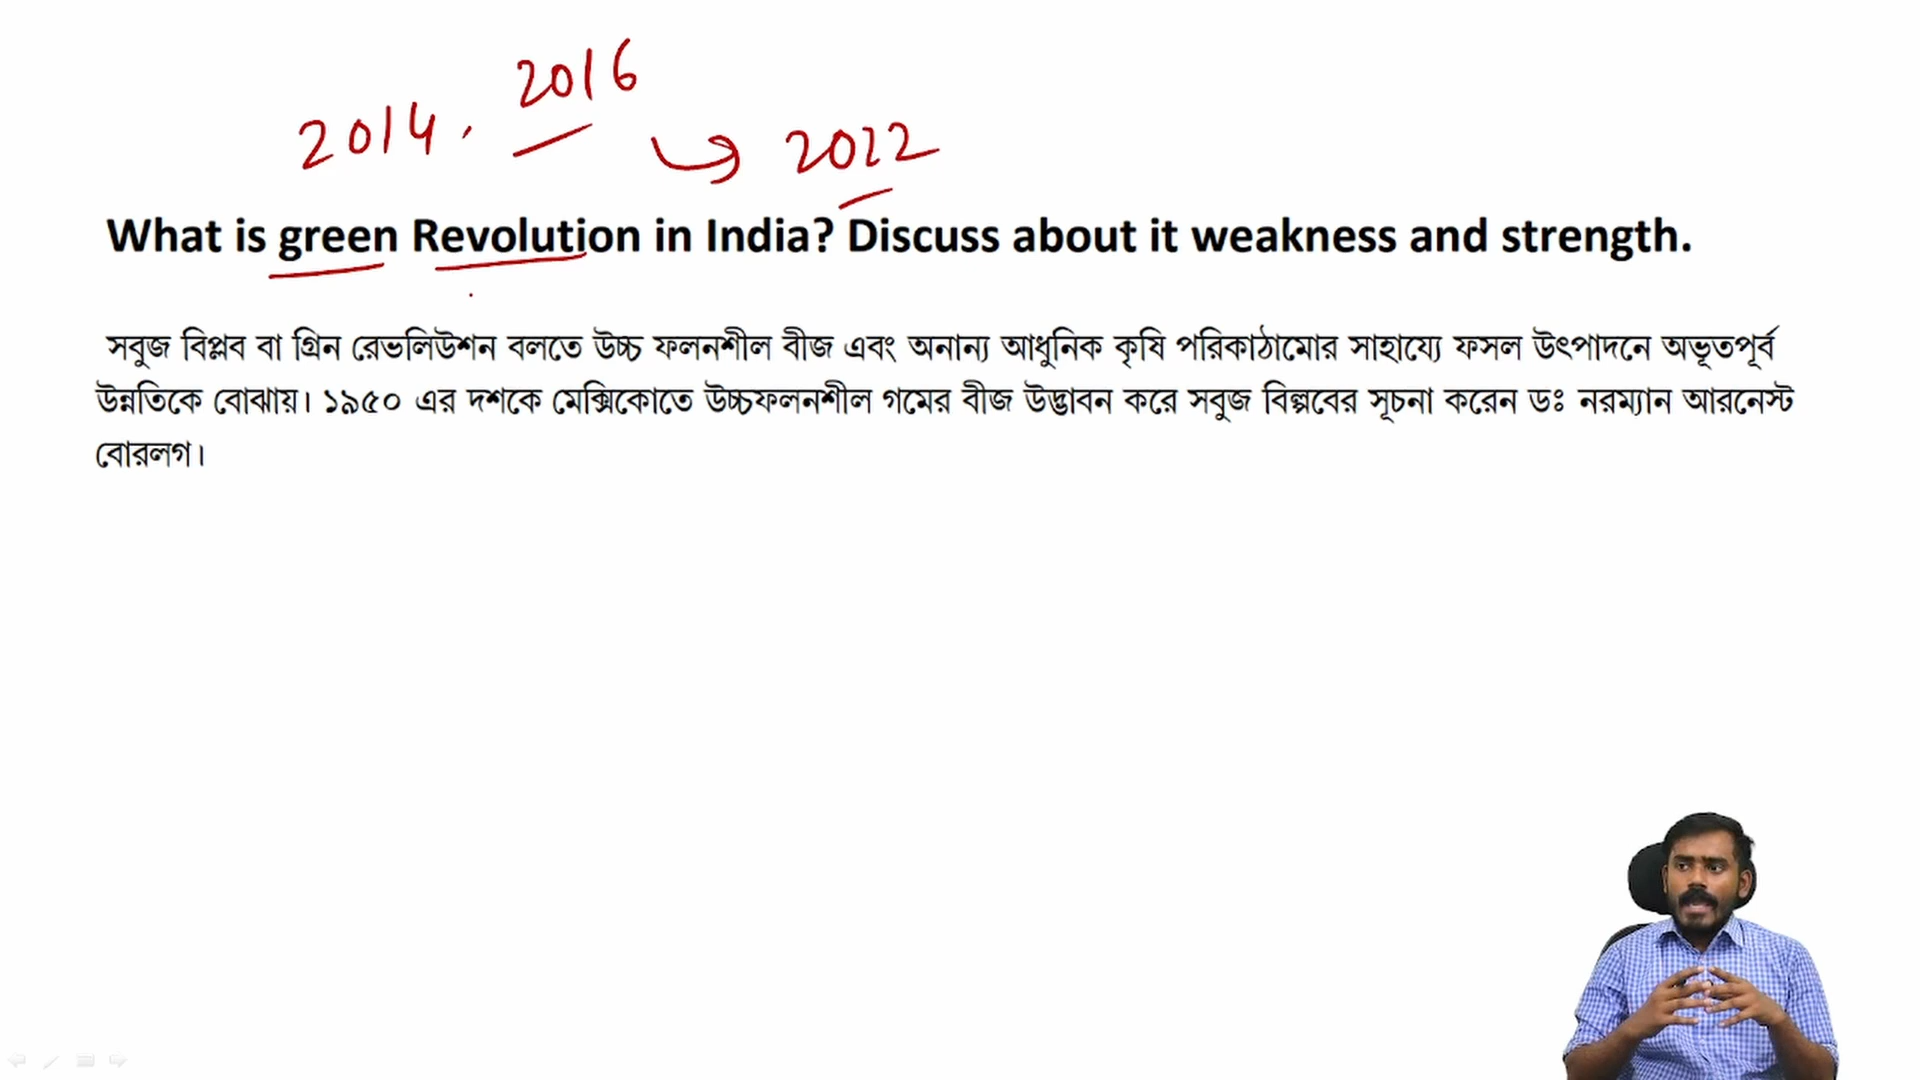 2016
2014.
2022
What is green Revolution in India? Discuss about it weakness and strength.
সবুজ বিপ্লব বা গ্রিন রেভলিউশন বলতে উচ্চ ফলনশীল বীজ এবং অনান্য আধুনিক কৃষি পরিকাঠামোর সাহায্যে ফসল উৎপাদনে অভূতপূর্ব
উন্নতিকে বোঝায়। ১৯৫০ এর দশকে মেক্সিকোতে উচ্চফলনশীল গমের বীজ উদ্ভাবন করে সবুজ বিল্পবের সূচনা করেন ডঃ নরম্যান আরনেস্ট
বোরলগ।